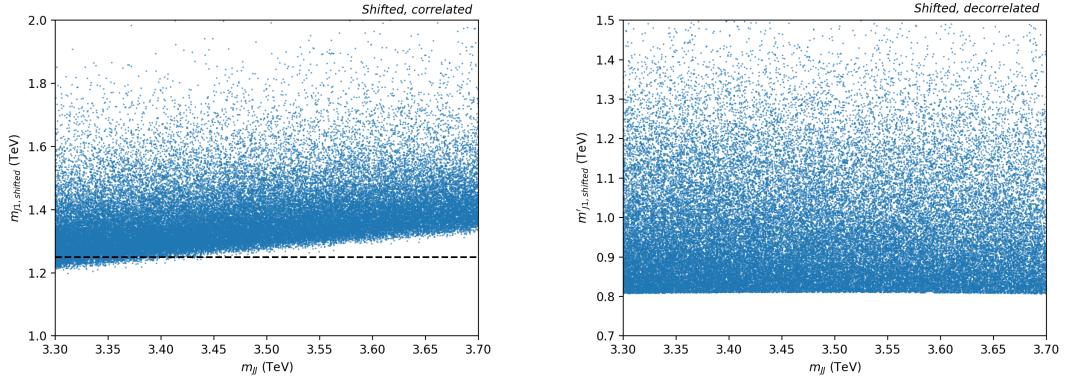 Shifted, correlated
2.0
1.8
1.6
1.4
1.2
1.0
m_{J1, shifted} (TeV)
3.30 3.35 3.40 3.45 3.50 3.55 3.60 3.65 3.70
m_{JJ} (TeV)
Shifted, decorrelated
1.5
1.4
1.3
1.2
1.1
1.0
0.9
0.8
0.7
m'_{J1, shifted} (TeV)
3.30 3.35 3.40 3.45 3.50 3.55 3.60 3.65 3.70
m_{JJ} (TeV)